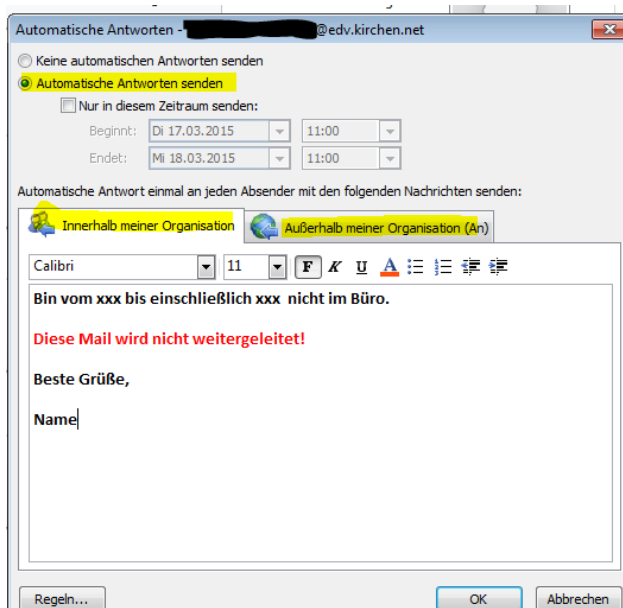 Automatische Antworten - @edv.kirchen.net
Keine automatischen Antworten senden
Automatische Antworten senden
Nur in diesem Zeitraum senden:
Beginnt: Di 17.03.2015 11:00
Endet: Mi 18.03.2015 11:00
Automatische Antwort einmal an jeden Absender mit den folgenden Nachrichten senden:
Innerhalb meiner Organisation Außerhalb meiner Organisation (An)
Calibri 11 F K U A
Bin vom xxx bis einschließlich xxx nicht im Büro.
Diese Mail wird nicht weitergeleitet!
Beste Grüße,
Name
Regeln... OK Abbrechen